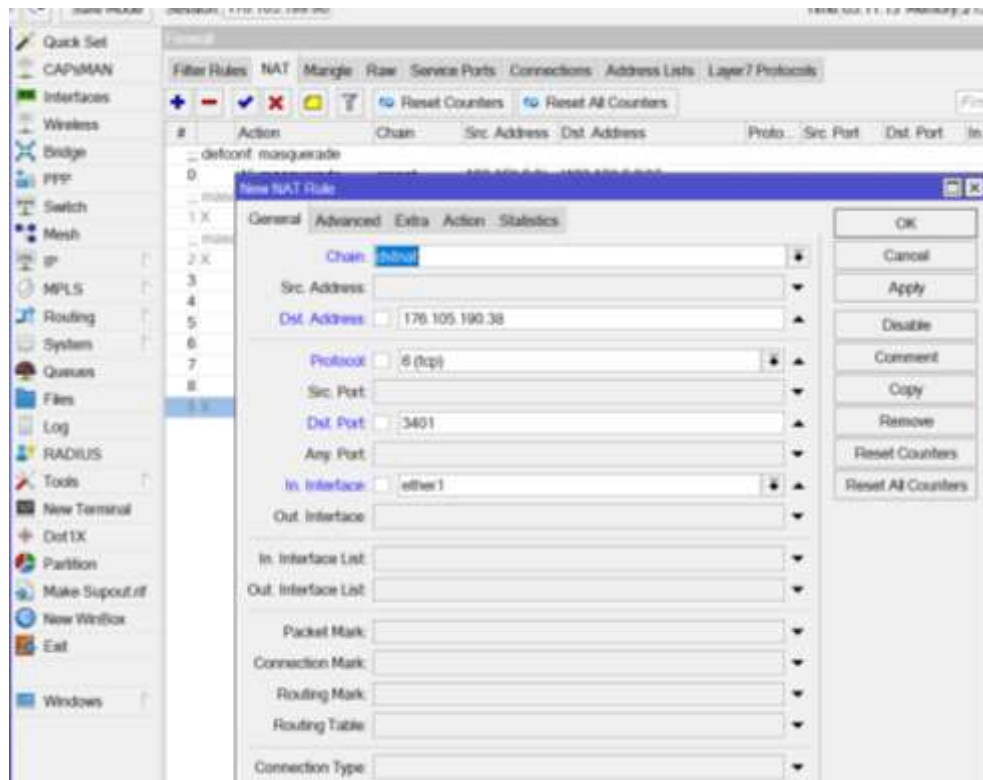 Safe Mode Session:
Quick Set
CAPsMAN
Interfaces
Wireless
Bridge
PPP
Switch
Mesh
IP
MPLS
Routing
System
Queues
Files
Log
RADIUS
Tools
New Terminal
Dot1X
Partition
Make Supout.rif
New WinBox
Exit
Windows
Firewall
Filter Rules NAT Mangle Raw Service Ports Connections Address Lists Layer7 Protocols
Reset Counters Reset All Counters
# Action Chain Src. Address Dst. Address Proto... Src. Port Dst. Port In
;;; defconf: masquerade
0
1 X
2 X
3
4
5
6
7
8
New NAT Rule
General Advanced Extra Action Statistics
Chain: dstnat
Src. Address:
Dst. Address: 176.105.190.38
Protocol: 6 (tcp)
Src. Port:
Dst. Port: 3401
Any. Port:
In. Interface: ether1
Out. Interface:
In. Interface List:
Out. Interface List:
Packet Mark:
Connection Mark:
Routing Mark:
Routing Table:
Connection Type:
OK
Cancel
Apply
Disable
Comment
Copy
Remove
Reset Counters
Reset All Counters